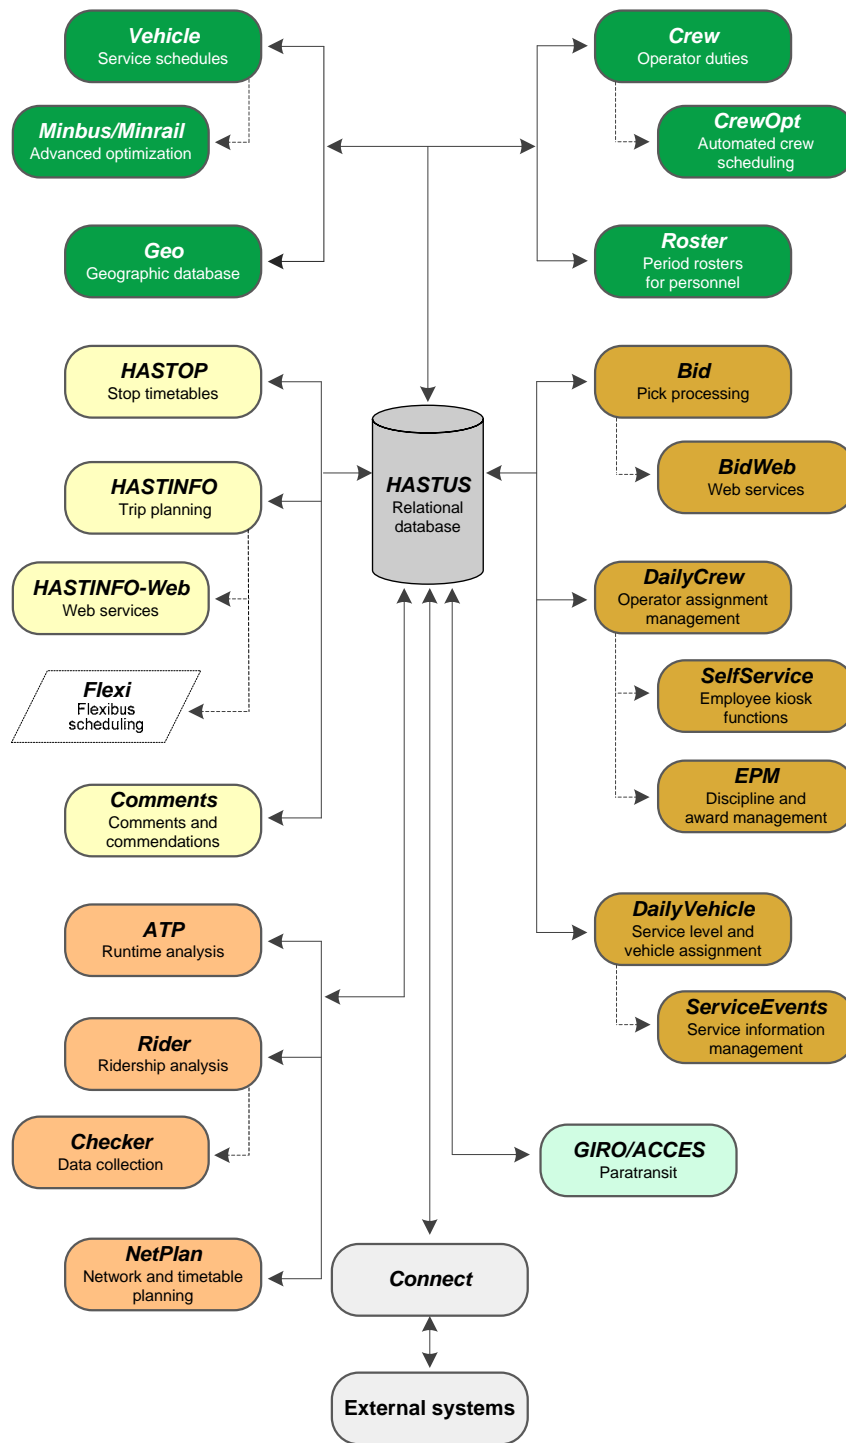 Vehicle
Service schedules
Minbus/Minrail
Advanced optimization
Geo
Geographic database
Crew
Operator duties
CrewOpt
Automated crew
scheduling
Roster
Period rosters
for personnel
HASTOP
Stop timetables
HASTINFO
Trip planning
HASTINFO-Web
Web services
Flexi
Flexibus
scheduling
Comments
Comments and
commendations
HASTUS
Relational
database
Bid
Pick processing
BidWeb
Web services
DailyCrew
Operator assignment
management
SelfService
Employee kiosk
functions
EPM
Discipline and
award management
DailyVehicle
Service level and
vehicle assignment
ServiceEvents
Service information
management
ATP
Runtime analysis
Rider
Ridership analysis
Checker
Data collection
NetPlan
Network and timetable
planning
GIRO/ACCES
Paratransit
Connect
External systems